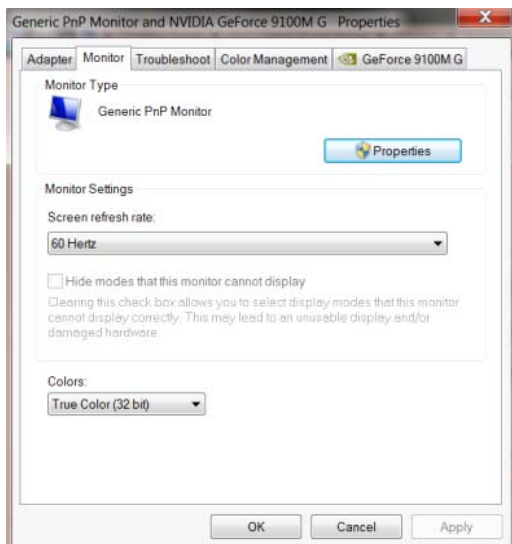 Generic PnP Monitor and NVIDIA GeForce 9100M G Properties
X
Adapter Monitor Troubleshoot Color Management GeForce 9100M G
Monitor Type
Generic PnP Monitor
Properties
Monitor Settings
Screen refresh rate:
60 Hertz
Hide modes that this monitor cannot display
Clearing this check box allows you to select display modes that this monitor
cannot display correctly. This may lead to an unusable display and/or
damaged hardware
Colors:
True Color (32 bit)
OK Cancel Apply